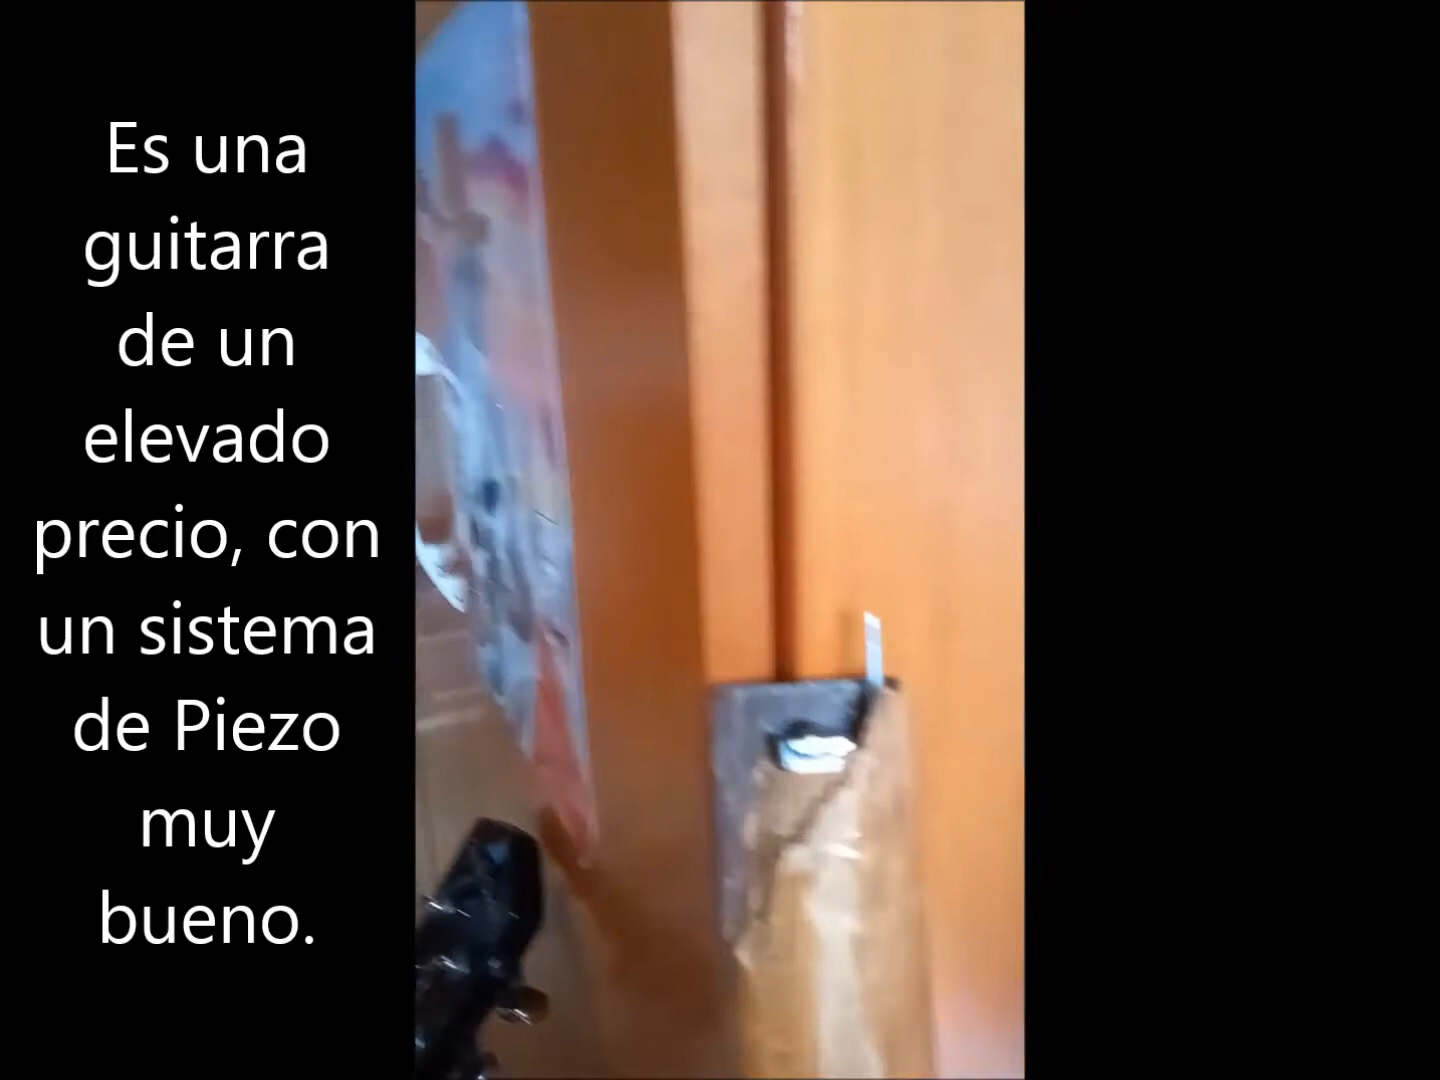 Es una
guitarra
de un
elevado
precio, con
un sistema
de Piezo
muy
bueno.